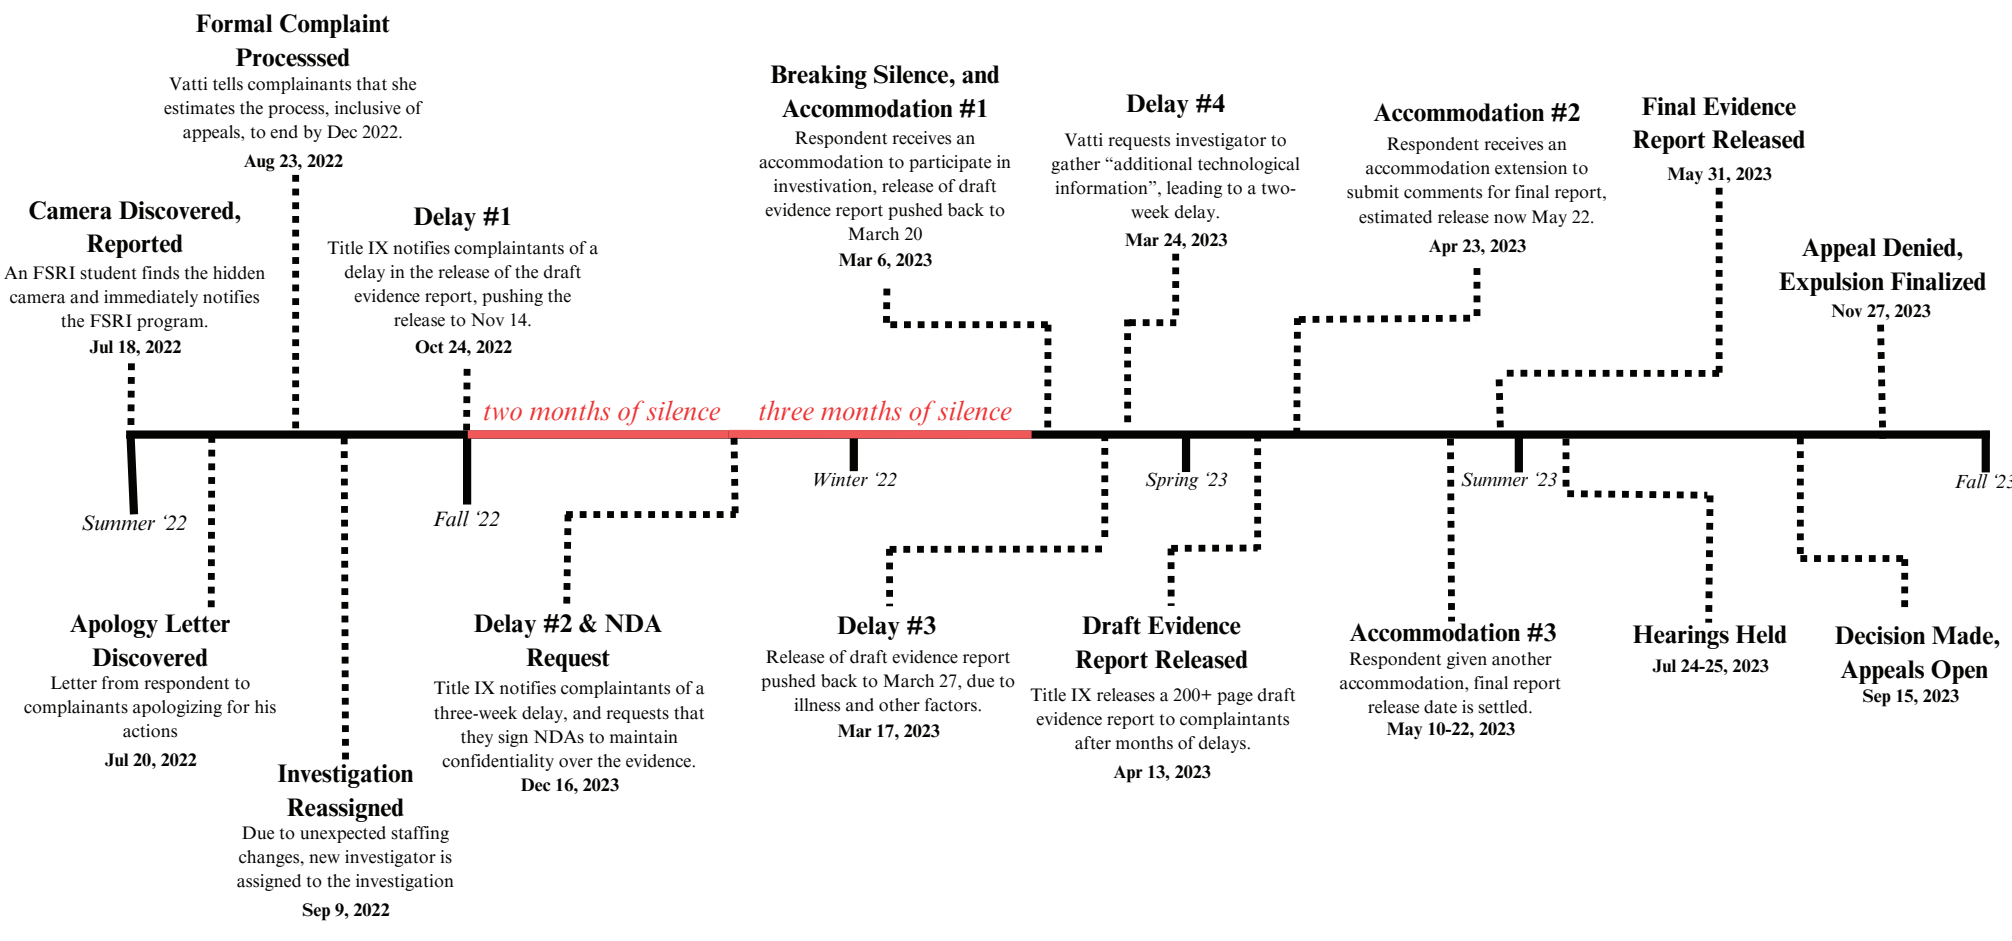 Formal Complaint
Processsed
Vatti tells complainants that she
estimates the process, inclusive of
appeals, to end by Dec 2022.
Aug 23, 2022
Camera Discovered,
Reported
An FSRI student finds the hidden
camera and immediately notifies
the FSRI program.
Jul 18, 2022
Delay #1
Title IX notifies complaintants of a
delay in the release of the draft
evidence report, pushing the
release to Nov 14.
Oct 24, 2022
Breaking Silence, and
Accommodation #1
Respondent receives an
accommodation to participate in
investivation, release of draft
evidence report pushed back to
March 20
Mar 6, 2023
Delay #4
Vatti requests investigator to
gather “additional technological
information”, leading to a two-
week delay.
Mar 24, 2023
Accommodation #2
Respondent receives an
accommodation extension to
submit comments for final report,
estimated release now May 22.
Apr 23, 2023
Final Evidence
Report Released
May 31, 2023
Appeal Denied,
Expulsion Finalized
Nov 27, 2023
two months of silence
three months of silence
Summer ‘22
Fall ‘22
Winter ‘22
Spring ‘23
Summer ‘23
Fall ‘23
Apology Letter
Discovered
Letter from respondent to
complainants apologizing for his
actions
Jul 20, 2022
Investigation
Reassigned
Due to unexpected staffing
changes, new investigator is
assigned to the investigation
Sep 9, 2022
Delay #2 & NDA
Request
Title IX notifies complaintants of a
three-week delay, and requests that
they sign NDAs to maintain
confidentiality over the evidence.
Dec 16, 2023
Delay #3
Release of draft evidence report
pushed back to March 27, due to
illness and other factors.
Mar 17, 2023
Draft Evidence
Report Released
Title IX releases a 200+ page draft
evidence report to complaintants
after months of delays.
Apr 13, 2023
Accommodation #3
Respondent given another
accommodation, final report
release date is settled.
May 10-22, 2023
Hearings Held
Jul 24-25, 2023
Decision Made,
Appeals Open
Sep 15, 2023